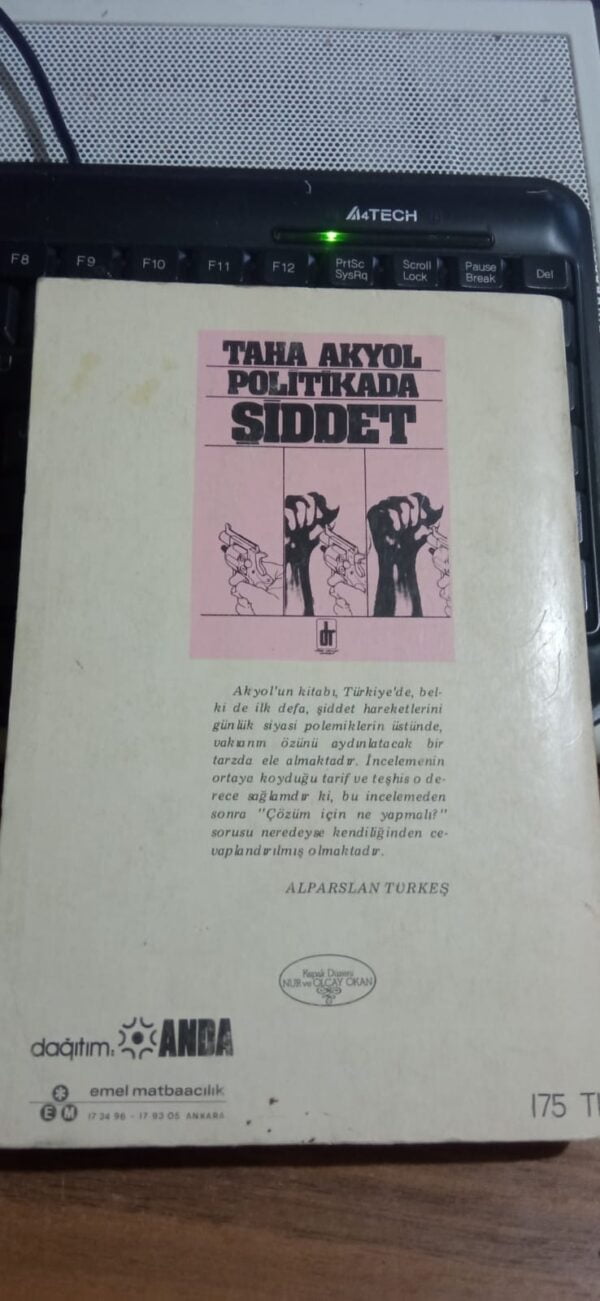 A4TECH
F8 F9 F10 F11 F12 PrtSc SysRq Scroll Lock Pause Break Del
TAHA AKYOL
POLİTİKADA
ŞİDDET
Akyol'un kitabı, Türkiye'de, bel-
ki de ilk defa, şiddet hareketlerini
günlük siyasi polemiklerin üstünde,
vakıanın özünü aydınlatacak bir
tarzda ele almaktadır. İncelemenin
ortaya koyduğu tarif ve teşhis o de-
rece sağlamdır ki, bu incelemeden
sonra "Çözüm için ne yapmalı?"
sorusu neredeyse kendiliğinden ce-
vaplandırılmış olmaktadır.
ALPARSLAN TÜRKEŞ
Kapak Düzeni
NUR ve OLCAY OKAN
dağıtım: ANDA
emel matbaacılık
E M 17 34 96 - 17 93 05 ANKARA
175 TL